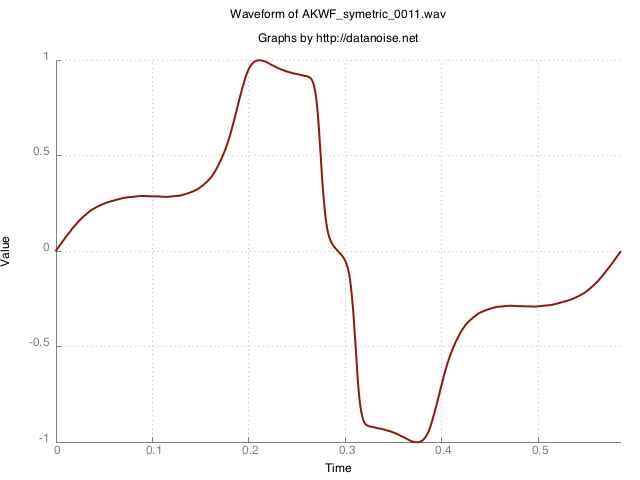 Waveform of AKWF_symetric_0011.wav
Graphs by http://datanoise.net
1
0.5
0
-0.5
-1
Value
0 0.1 0.2 0.3 0.4 0.5
Time